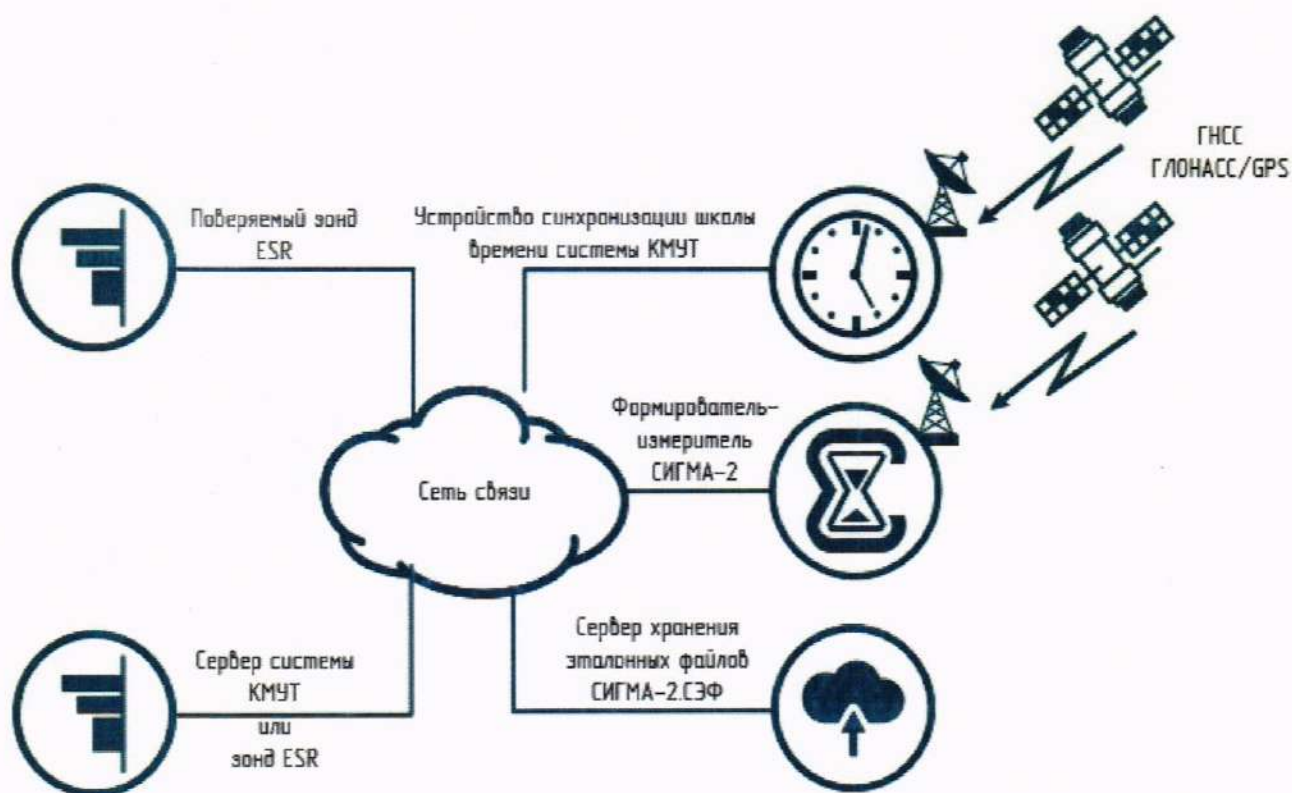 ГНСС
ГЛОНАСС/GPS
Поверяемый зонд
ESR
Устройство синхронизации шкалы
времени системы КМУТ
Формирователь-
измеритель
СИГМА-2
Сеть связи
Сервер хранения
эталонных файлов
СИГМА-2.СЭФ
Сервер системы
КМУТ
или
зонд ESR